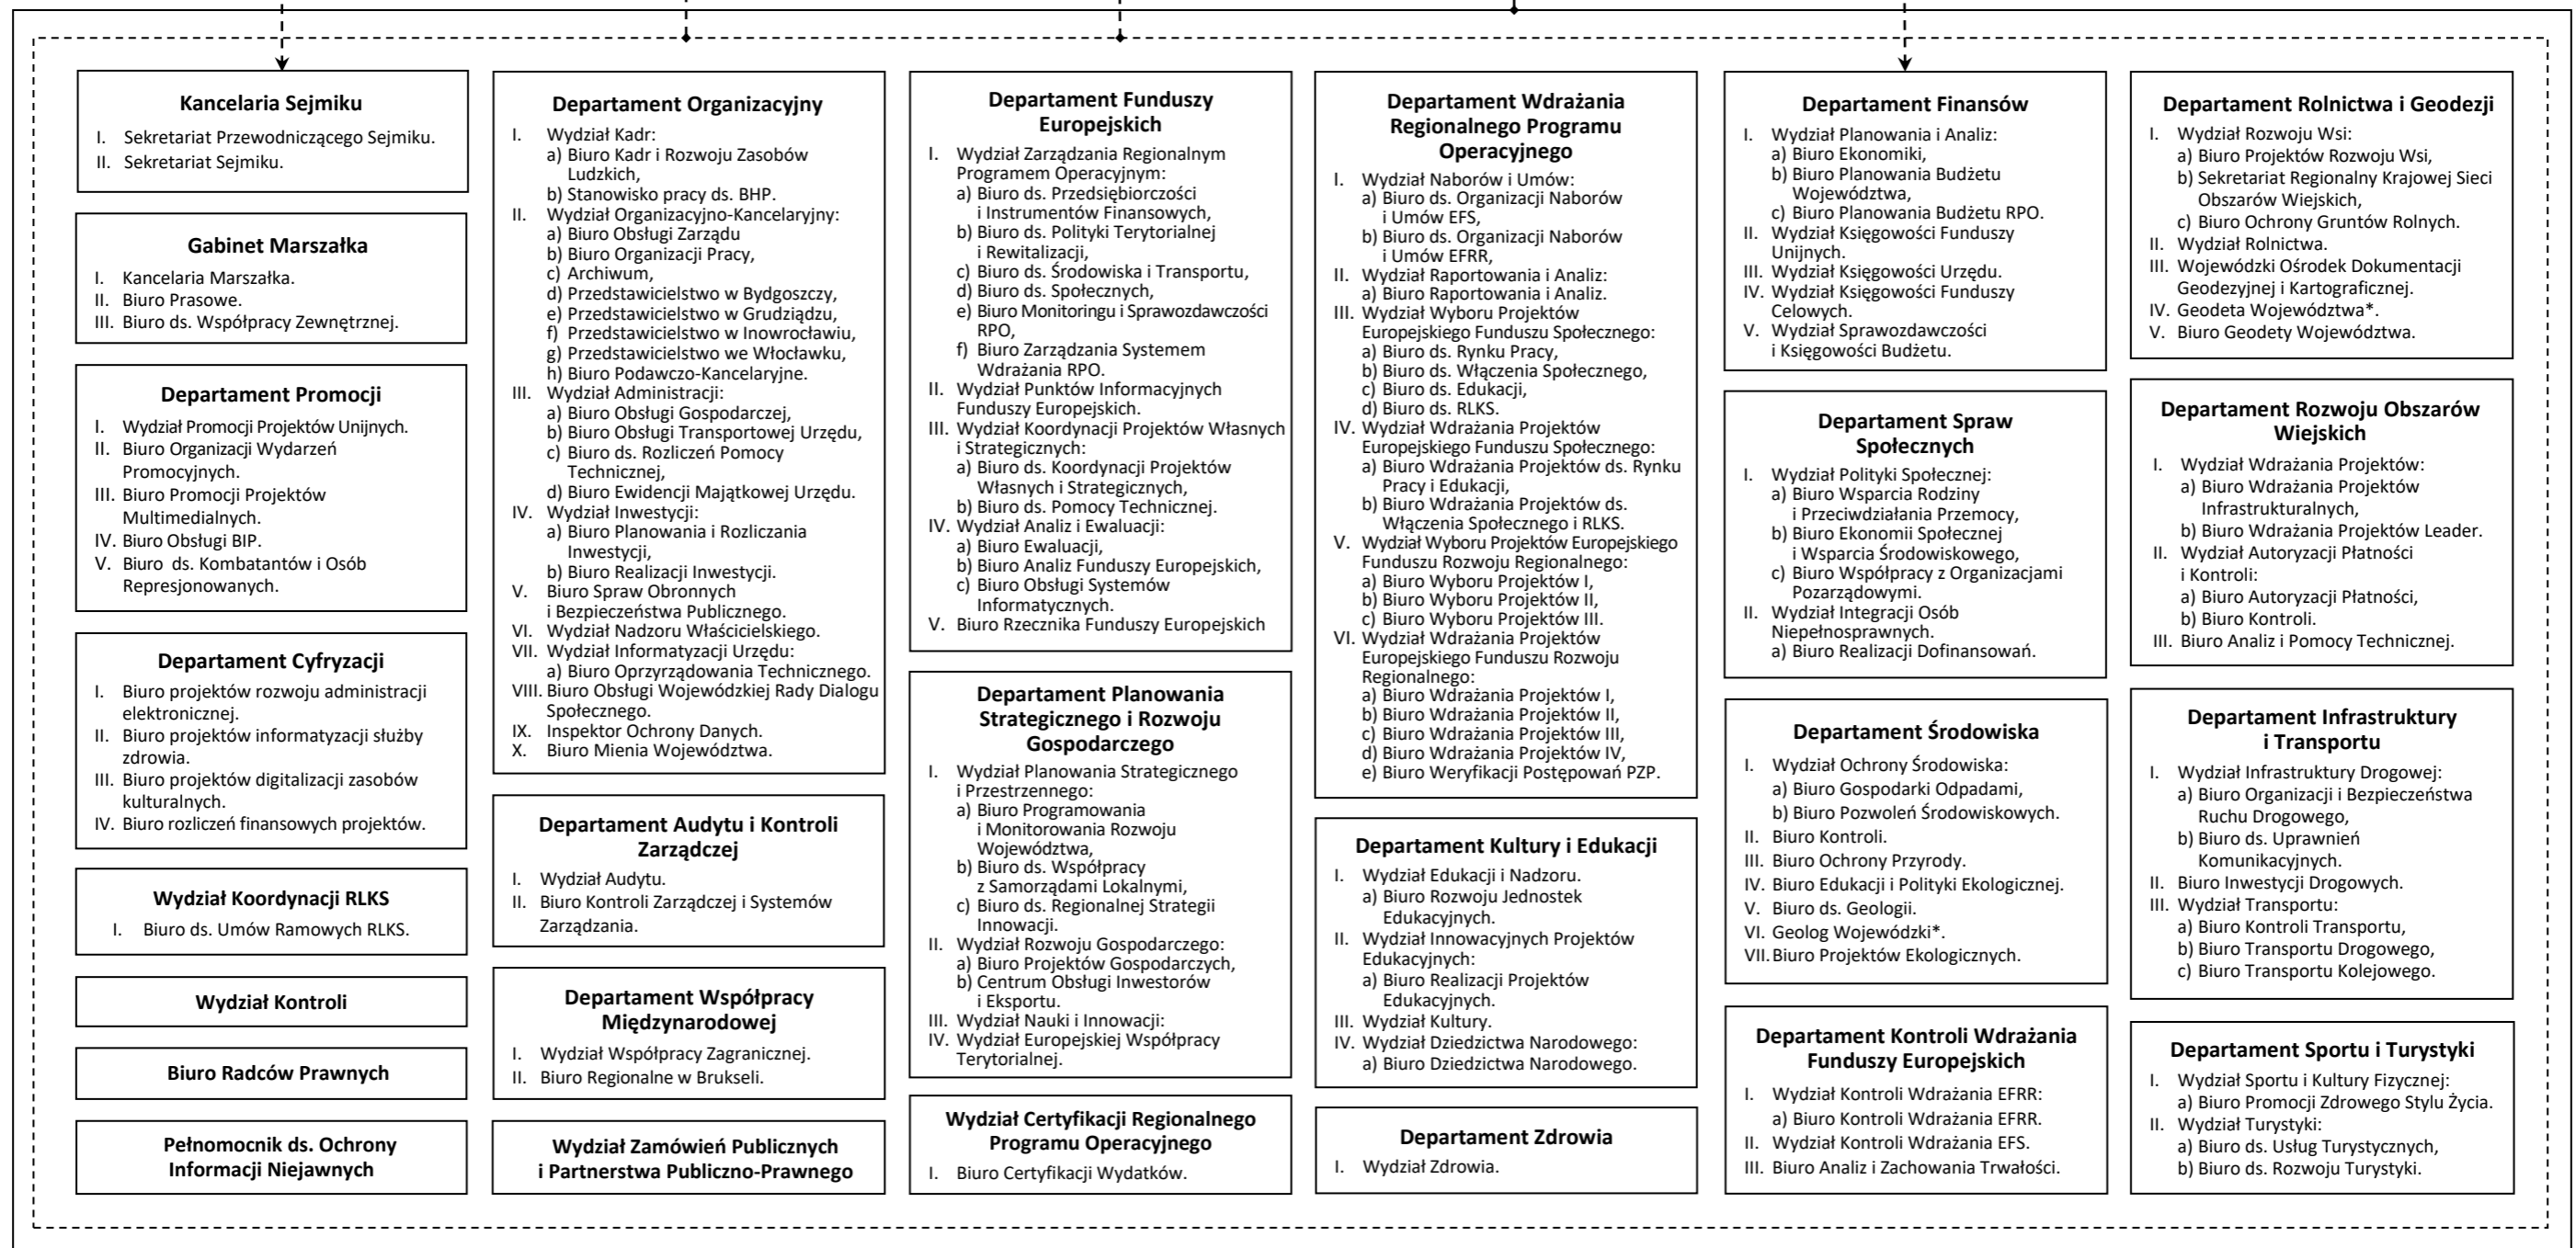 Kancelaria Sejmiku
I. Sekretariat Przewodniczącego Sejmiku.
II. Sekretariat Sejmiku.
Gabinet Marszałka
I. Kancelaria Marszałka.
II. Biuro Prasowe.
III. Biuro ds. Współpracy Zewnętrznej.
Departament Promocji
I. Wydział Promocji Projektów Unijnych.
II. Biuro Organizacji Wydarzeń
Promocyjnych.
III. Biuro Promocji Projektów
Multimedialnych.
IV. Biuro Obsługi BIP.
V. Biuro ds. Kombatantów i Osób
Represjonowanych.
Departament Cyfryzacji
I. Biuro projektów rozwoju administracji
elektronicznej.
II. Biuro projektów informatyzacji służby
zdrowia.
III. Biuro projektów digitalizacji zasobów
kulturalnych.
IV. Biuro rozliczeń finansowych projektów.
Wydział Koordynacji RLKS
I. Biuro ds. Umów Ramowych RLKS.
Wydział Kontroli
Biuro Radców Prawnych
Pełnomocnik ds. Ochrony
Informacji Niejawnych
Departament Organizacyjny
I. Wydział Kadr:
a) Biuro Kadr i Rozwoju Zasobów
Ludzkich,
b) Stanowisko pracy ds. BHP.
II. Wydział Organizacyjno-Kancelaryjny:
a) Biuro Obsługi Zarządu
b) Biuro Organizacji Pracy,
c) Archiwum,
d) Przedstawicielstwo w Bydgoszczy,
e) Przedstawicielstwo w Grudziądzu,
f) Przedstawicielstwo w Inowrocławiu,
g) Przedstawicielstwo we Włocławku,
h) Biuro Podawczo-Kancelaryjne.
III. Wydział Administracji:
a) Biuro Obsługi Gospodarczej,
b) Biuro Obsługi Transportowej Urzędu,
c) Biuro ds. Rozliczeń Pomocy
Technicznej,
d) Biuro Ewidencji Majątkowej Urzędu.
IV. Wydział Inwestycji:
a) Biuro Planowania i Rozliczania
Inwestycji,
b) Biuro Realizacji Inwestycji.
V. Biuro Spraw Obronnych
i Bezpieczeństwa Publicznego.
VI. Wydział Nadzoru Właścicielskiego.
VII. Wydział Informatyzacji Urzędu:
a) Biuro Oprzyrządowania Technicznego.
VIII. Biuro Obsługi Wojewódzkiej Rady Dialogu
Społecznego.
IX. Inspektor Ochrony Danych.
X. Biuro Mienia Województwa.
Departament Audytu i Kontroli
Zarządczej
I. Wydział Audytu.
II. Biuro Kontroli Zarządczej i Systemów
Zarządzania.
Departament Współpracy
Międzynarodowej
I. Wydział Współpracy Zagranicznej.
II. Biuro Regionalne w Brukseli.
Wydział Zamówień Publicznych
i Partnerstwa Publiczno-Prawnego
Departament Funduszy
Europejskich
I. Wydział Zarządzania Regionalnym
Programem Operacyjnym:
a) Biuro ds. Przedsiębiorczości
i Instrumentów Finansowych,
b) Biuro ds. Polityki Terytorialnej
i Rewitalizacji,
c) Biuro ds. Środowiska i Transportu,
d) Biuro ds. Społecznych,
e) Biuro Monitoringu i Sprawozdawczości
RPO,
f) Biuro Zarządzania Systemem
Wdrażania RPO.
II. Wydział Punktów Informacyjnych
Funduszy Europejskich.
III. Wydział Koordynacji Projektów Własnych
i Strategicznych:
a) Biuro ds. Koordynacji Projektów
Własnych i Strategicznych,
b) Biuro ds. Pomocy Technicznej.
IV. Wydział Analiz i Ewaluacji:
a) Biuro Ewaluacji,
b) Biuro Analiz Funduszy Europejskich,
c) Biuro Obsługi Systemów
Informatycznych.
V. Biuro Rzecznika Funduszy Europejskich
Departament Planowania
Strategicznego i Rozwoju
Gospodarczego
I. Wydział Planowania Strategicznego
i Przestrzennego:
a) Biuro Programowania
i Monitorowania Rozwoju
Województwa,
b) Biuro ds. Współpracy
z Samorządami Lokalnymi,
c) Biuro ds. Regionalnej Strategii
Innowacji.
II. Wydział Rozwoju Gospodarczego:
a) Biuro Projektów Gospodarczych,
b) Centrum Obsługi Inwestorów
i Eksportu.
III. Wydział Nauki i Innowacji:
IV. Wydział Europejskiej Współpracy
Terytorialnej.
Wydział Certyfikacji Regionalnego
Programu Operacyjnego
I. Biuro Certyfikacji Wydatków.
Departament Wdrażania
Regionalnego Programu
Operacyjnego
I. Wydział Naborów i Umów:
a) Biuro ds. Organizacji Naborów
i Umów EFS,
b) Biuro ds. Organizacji Naborów
i Umów EFRR,
II. Wydział Raportowania i Analiz:
a) Biuro Raportowania i Analiz.
III. Wydział Wyboru Projektów
Europejskiego Funduszu Społecznego:
a) Biuro ds. Rynku Pracy,
b) Biuro ds. Włączenia Społecznego,
c) Biuro ds. Edukacji,
d) Biuro ds. RLKS.
IV. Wydział Wdrażania Projektów
Europejskiego Funduszu Społecznego:
a) Biuro Wdrażania Projektów ds. Rynku
Pracy i Edukacji,
b) Biuro Wdrażania Projektów ds.
Włączenia Społecznego i RLKS.
V. Wydział Wyboru Projektów Europejskiego
Funduszu Rozwoju Regionalnego:
a) Biuro Wyboru Projektów I,
b) Biuro Wyboru Projektów II,
c) Biuro Wyboru Projektów III.
VI. Wydział Wdrażania Projektów
Europejskiego Funduszu Rozwoju
Regionalnego:
a) Biuro Wdrażania Projektów I,
b) Biuro Wdrażania Projektów II,
c) Biuro Wdrażania Projektów III,
d) Biuro Wdrażania Projektów IV,
e) Biuro Weryfikacji Postępowań PZP.
Departament Kultury i Edukacji
I. Wydział Edukacji i Nadzoru.
a) Biuro Rozwoju Jednostek
Edukacyjnych.
II. Wydział Innowacyjnych Projektów
Edukacyjnych:
a) Biuro Realizacji Projektów
Edukacyjnych.
III. Wydział Kultury.
IV. Wydział Dziedzictwa Narodowego:
a) Biuro Dziedzictwa Narodowego.
Departament Zdrowia
I. Wydział Zdrowia.
Departament Finansów
I. Wydział Planowania i Analiz:
a) Biuro Ekonomiki,
b) Biuro Planowania Budżetu
Województwa,
c) Biuro Planowania Budżetu RPO.
II. Wydział Księgowości Funduszy
Unijnych.
III. Wydział Księgowości Urzędu.
IV. Wydział Księgowości Funduszy
Celowych.
V. Wydział Sprawozdawczości
i Księgowości Budżetu.
Departament Spraw
Społecznych
I. Wydział Polityki Społecznej:
a) Biuro Wsparcia Rodziny
i Przeciwdziałania Przemocy,
b) Biuro Ekonomii Społecznej
i Wsparcia Środowiskowego,
c) Biuro Współpracy z Organizacjami
Pozarządowymi.
II. Wydział Integracji Osób
Niepełnosprawnych.
a) Biuro Realizacji Dofinansowań.
Departament Środowiska
I. Wydział Ochrony Środowiska:
a) Biuro Gospodarki Odpadami,
b) Biuro Pozwoleń Środowiskowych.
II. Biuro Kontroli.
III. Biuro Ochrony Przyrody.
IV. Biuro Edukacji i Polityki Ekologicznej.
V. Biuro ds. Geologii.
VI. Geolog Wojewódzki*.
VII. Biuro Projektów Ekologicznych.
Departament Kontroli Wdrażania
Funduszy Europejskich
I. Wydział Kontroli Wdrażania EFRR:
a) Biuro Kontroli Wdrażania EFRR.
II. Wydział Kontroli Wdrażania EFS.
III. Biuro Analiz i Zachowania Trwałości.
Departament Rolnictwa i Geodezji
I. Wydział Rozwoju Wsi:
a) Biuro Projektów Rozwoju Wsi,
b) Sekretariat Regionalny Krajowej Sieci
Obszarów Wiejskich,
c) Biuro Ochrony Gruntów Rolnych.
II. Wydział Rolnictwa.
III. Wojewódzki Ośrodek Dokumentacji
Geodezyjnej i Kartograficznej.
IV. Geodeta Województwa*.
V. Biuro Geodety Województwa.
Departament Rozwoju Obszarów
Wiejskich
I. Wydział Wdrażania Projektów:
a) Biuro Wdrażania Projektów
Infrastrukturalnych,
b) Biuro Wdrażania Projektów Leader.
II. Wydział Autoryzacji Płatności
i Kontroli:
a) Biuro Autoryzacji Płatności,
b) Biuro Kontroli.
III. Biuro Analiz i Pomocy Technicznej.
Departament Infrastruktury
i Transportu
I. Wydział Infrastruktury Drogowej:
a) Biuro Organizacji i Bezpieczeństwa
Ruchu Drogowego,
b) Biuro ds. Uprawnień
Komunikacyjnych.
II. Biuro Inwestycji Drogowych.
III. Wydział Transportu:
a) Biuro Kontroli Transportu,
b) Biuro Transportu Drogowego,
c) Biuro Transportu Kolejowego.
Departament Sportu i Turystyki
I. Wydział Sportu i Kultury Fizycznej:
a) Biuro Promocji Zdrowego Stylu Życia.
II. Wydział Turystyki:
a) Biuro ds. Usług Turystycznych,
b) Biuro ds. Rozwoju Turystyki.